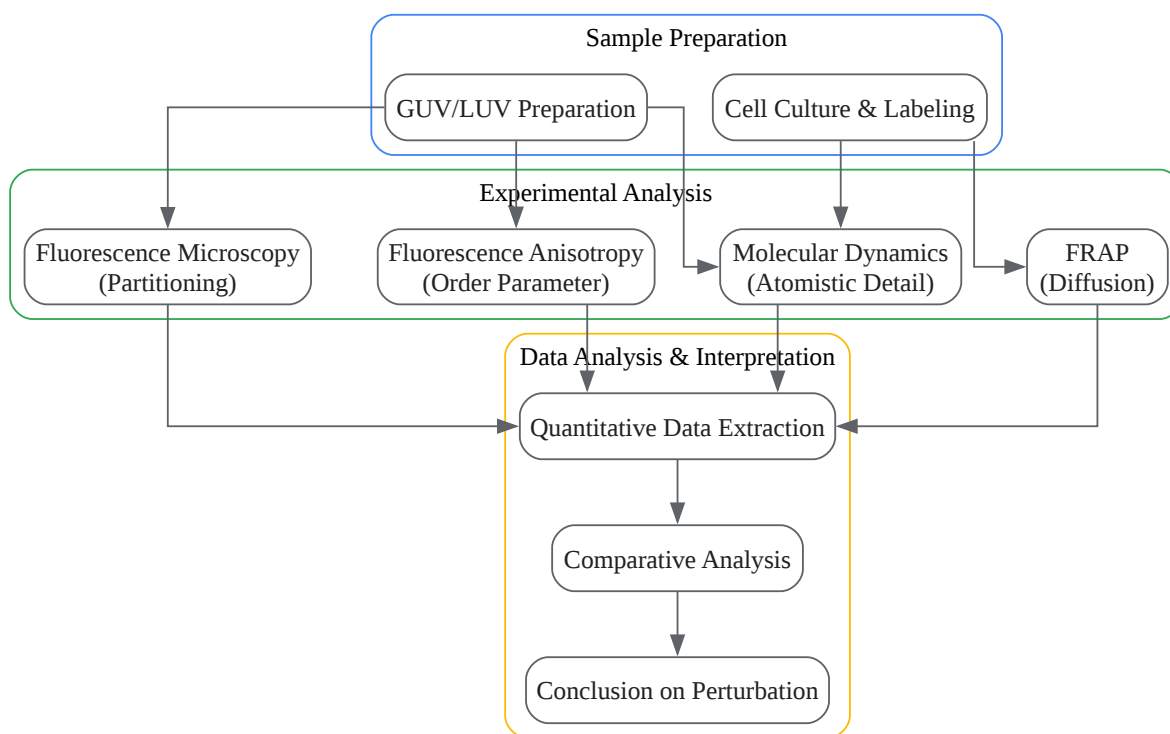 Sample Preparation
GUV/LUV Preparation
Cell Culture & Labeling
Experimental Analysis
Fluorescence Microscopy
(Partitioning)
Fluorescence Anisotropy
(Order Parameter)
Molecular Dynamics
(Atomistic Detail)
FRAP
(Diffusion)
Data Analysis & Interpretation
Quantitative Data Extraction
Comparative Analysis
Conclusion on Perturbation